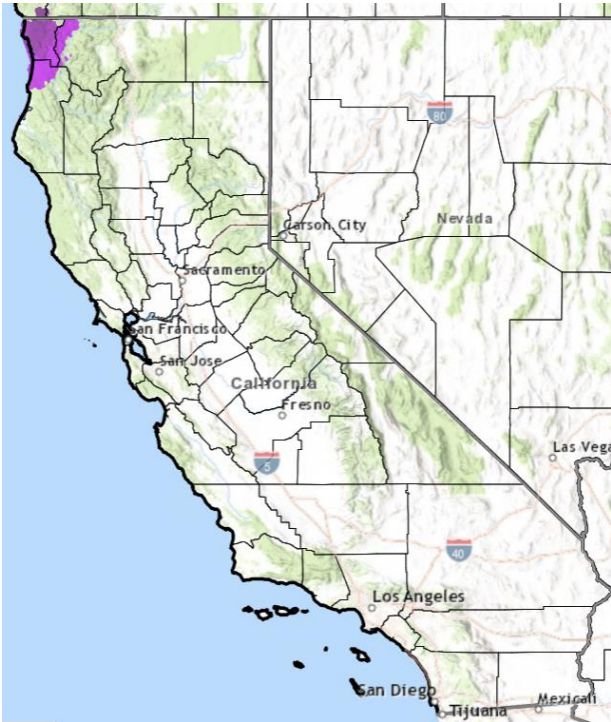 80
Carson City
Nevada
Sacramento
San Francisco
San Jose
California
Fresno
5
Las Vega
40
Los Angeles
San Diego
Tijuana
Mexicali